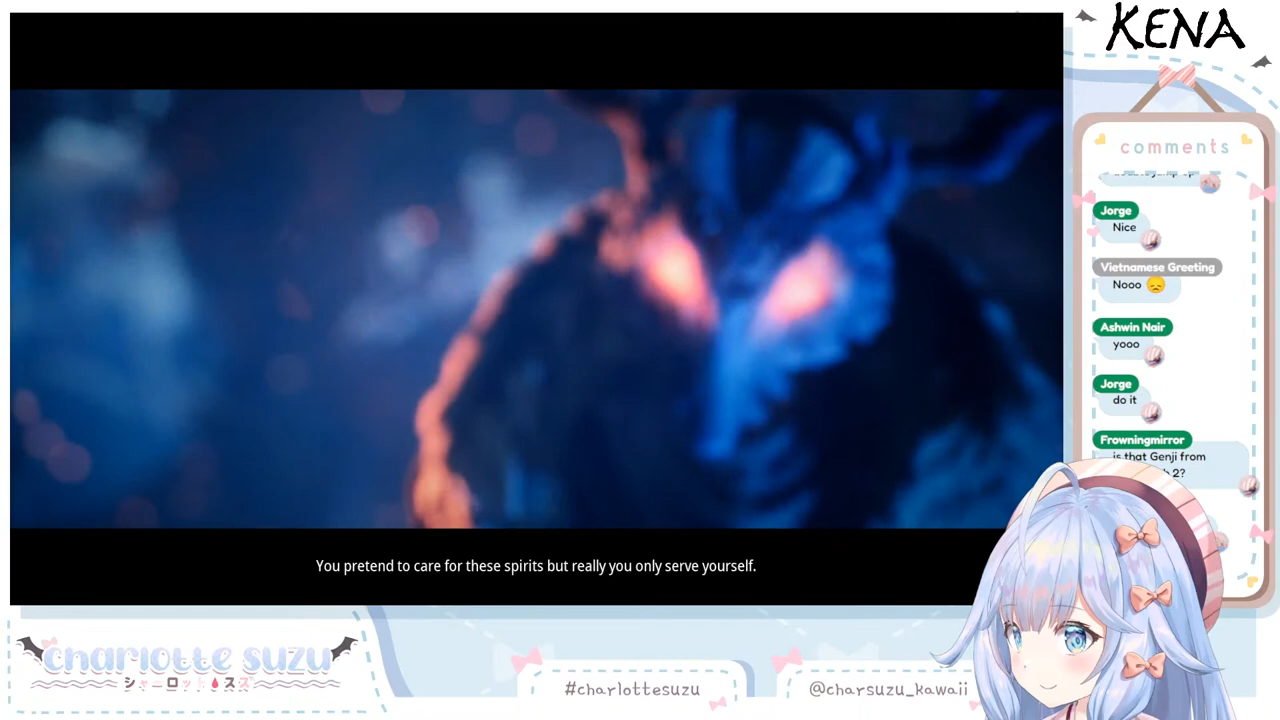 KENA
comments
Jorge
Nice
Vietnamese Greeting
Nooo 😞
Ashwin Nair
yooo
Jorge
do it
Frowningmirror
is that Genji from
2?
You pretend to care for these spirits but really you only serve yourself.
charlotte suzu
シャーロットスズ
#charlottesuzu
@charsuzu_kawaii